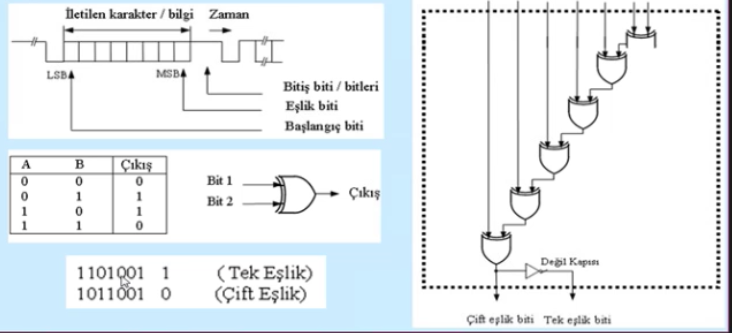 İletilen karakter / bilgi Zaman
LSB
MSB
Bitiş biti / bitleri
Eşlik biti
Başlangıç biti
A B Çıkış
0 0 0
0 1 1
1 0 1
1 1 0
Bit 1
Bit 2
Çıkış
1101001 1 (Tek Eşlik)
1011001 0 (Çift Eşlik)
Değil Kapısı
Çift eşlik biti Tek eşlik biti